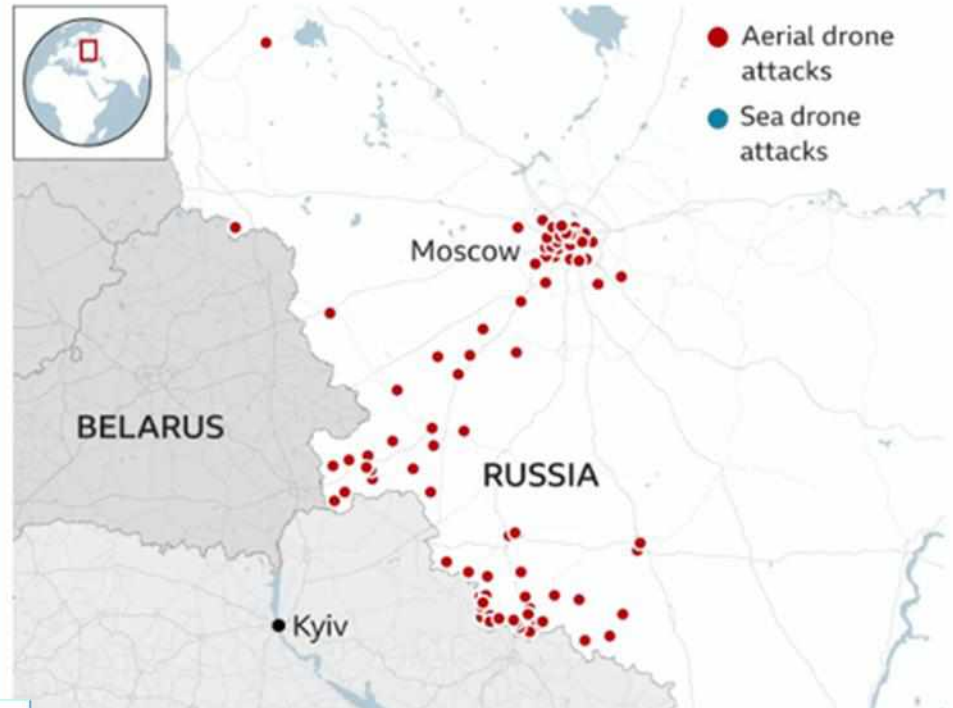 Aerial drone
attacks
Sea drone
attacks
Moscow
BELARUS
RUSSIA
Kyiv